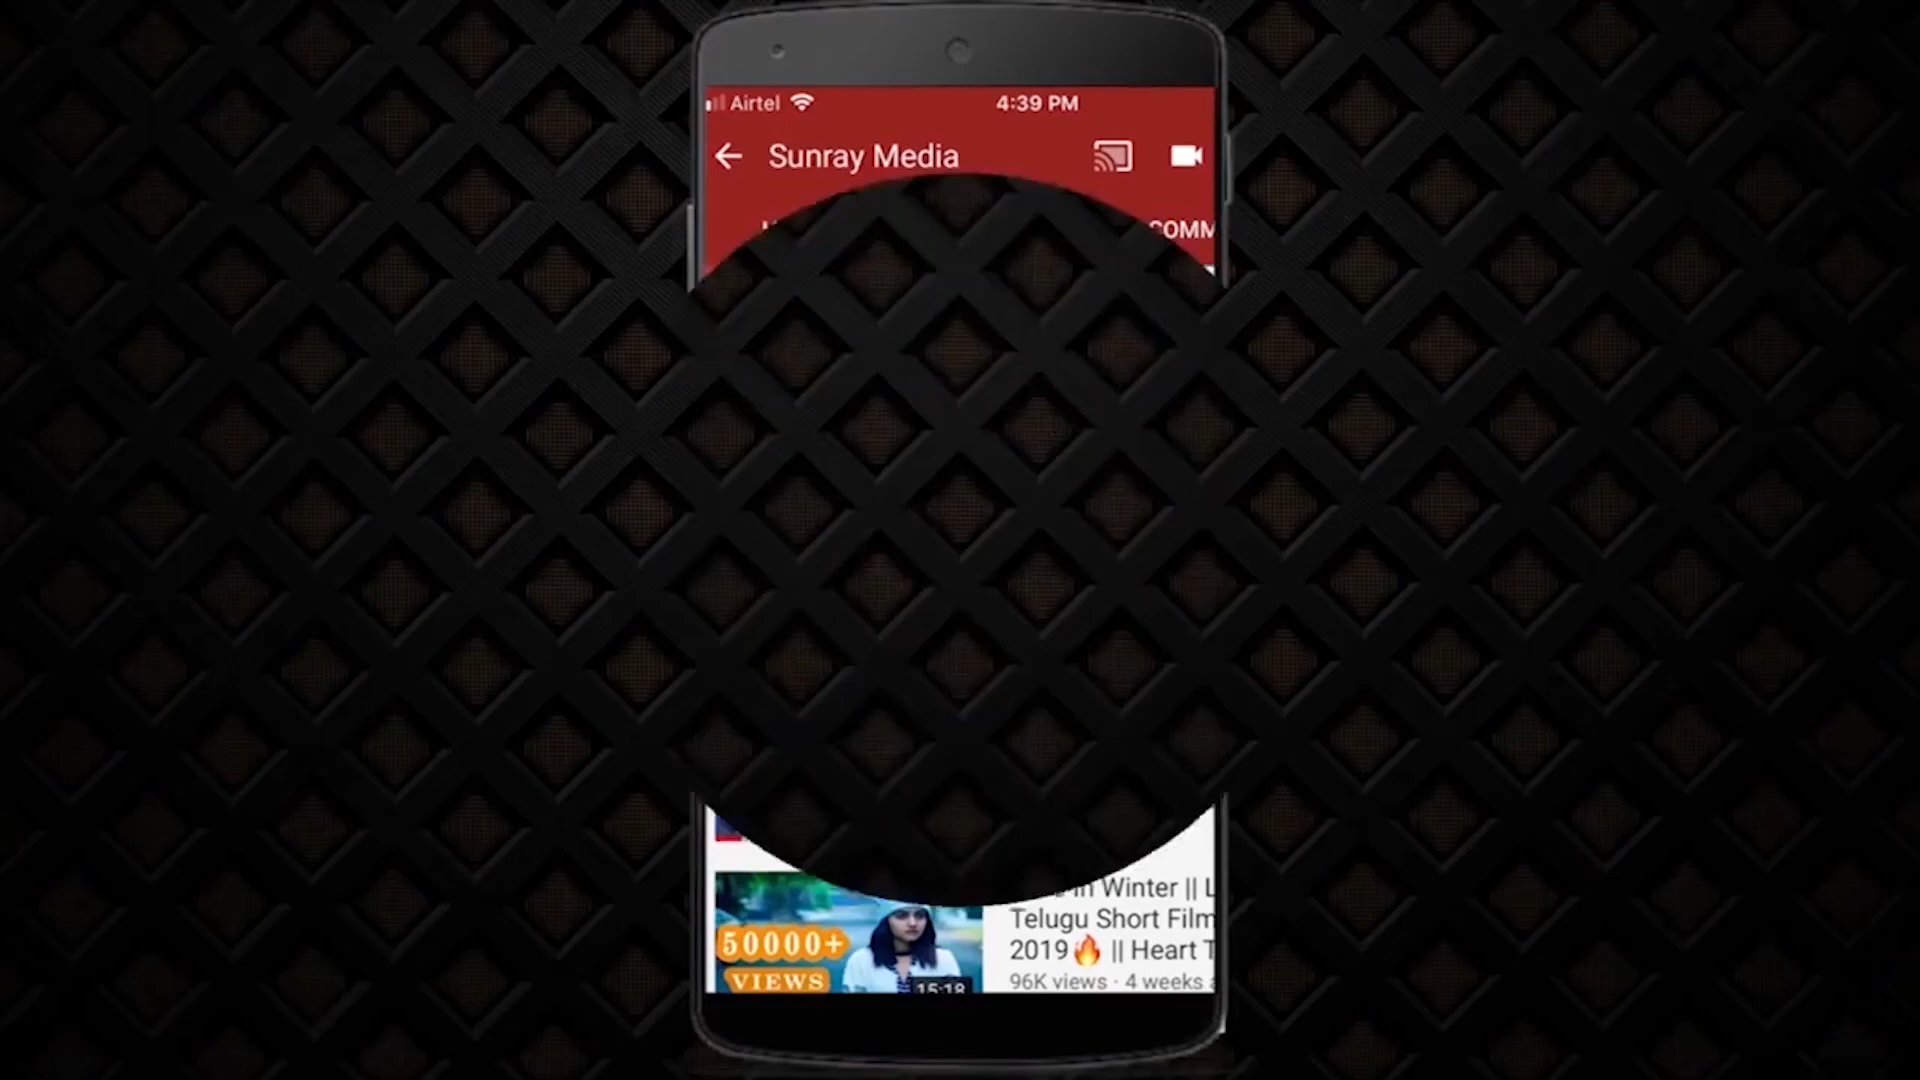 Airtel 4:39 PM
Sunray Media
COMM
in Winter || L
Telugu Short Film
2019🔥 || Heart T
96K views · 4 weeks a
50000+
VIEWS
15:18